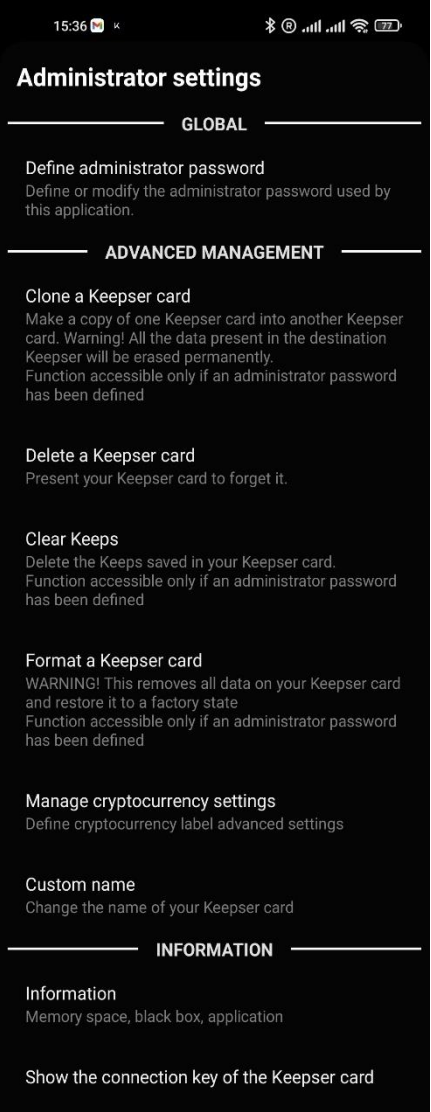 15:36
Administrator settings
GLOBAL
Define administrator password
Define or modify the administrator password used by
this application.
ADVANCED MANAGEMENT
Clone a Keepser card
Make a copy of one Keepser card into another Keepser
card. Warning! All the data present in the destination
Keepser will be erased permanently.
Function accessible only if an administrator password
has been defined
Delete a Keepser card
Present your Keepser card to forget it.
Clear Keeps
Delete the Keeps saved in your Keepser card.
Function accessible only if an administrator password
has been defined
Format a Keepser card
WARNING! This removes all data on your Keepser card
and restore it to a factory state
Function accessible only if an administrator password
has been defined
Manage cryptocurrency settings
Define cryptocurrency label advanced settings
Custom name
Change the name of your Keepser card
INFORMATION
Information
Memory space, black box, application
Show the connection key of the Keepser card